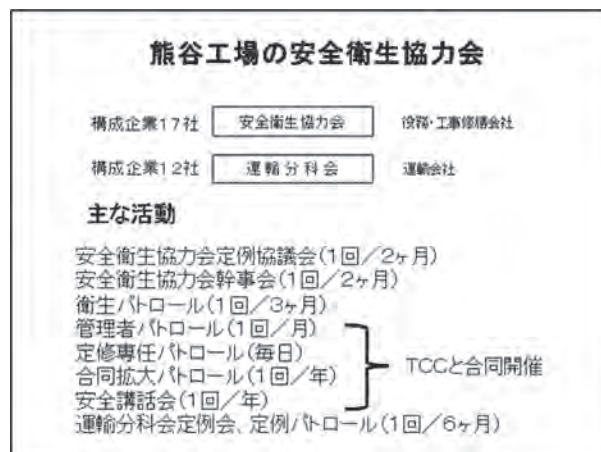 熊谷工場の安全衛生協力会
構成企業17社 安全衛生協力会 役務・工事修繕会社
構成企業12社 運輸分科会 運輸会社
主な活動
安全衛生協力会定例協議会(1回/2ヶ月)
安全衛生協力会幹事会(1回/2ヶ月)
衛生パトロール(1回/3ヶ月)
管理者パトロール(1回/月)
定修専任パトロール(毎日)
合同拡大パトロール(1回/年)
安全講話会(1回/年)
TCCと合同開催
運輸分科会定例会、定例パトロール(1回/6ヶ月)